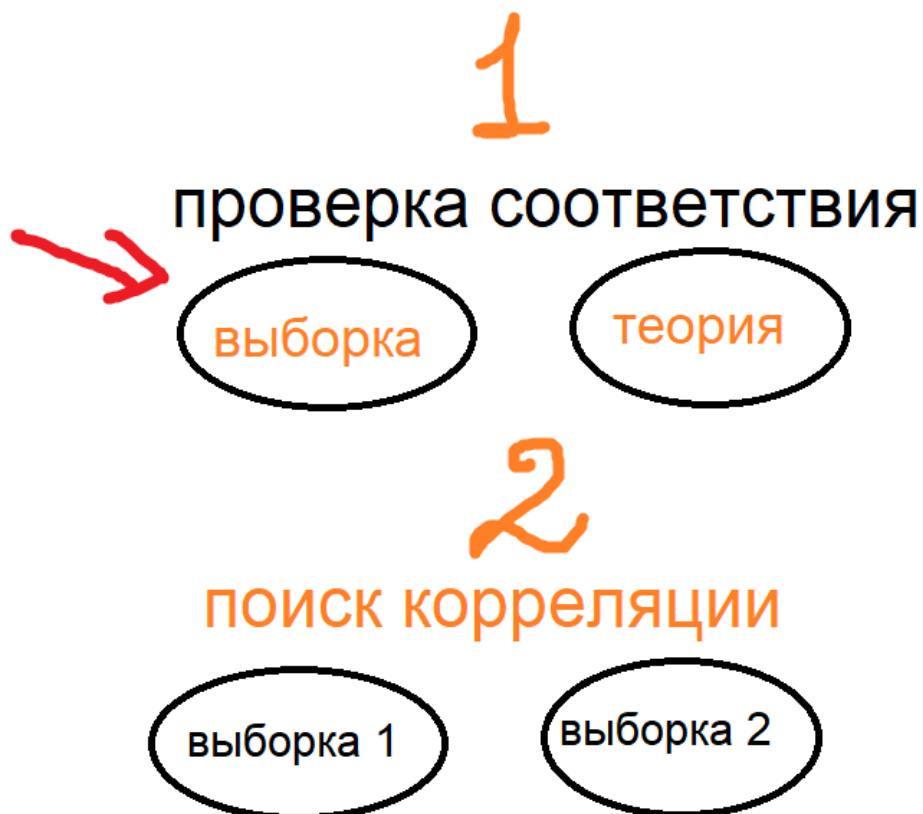 1
проверка соответствия
выборка теория
2
поиск корреляции
выборка 1 выборка 2